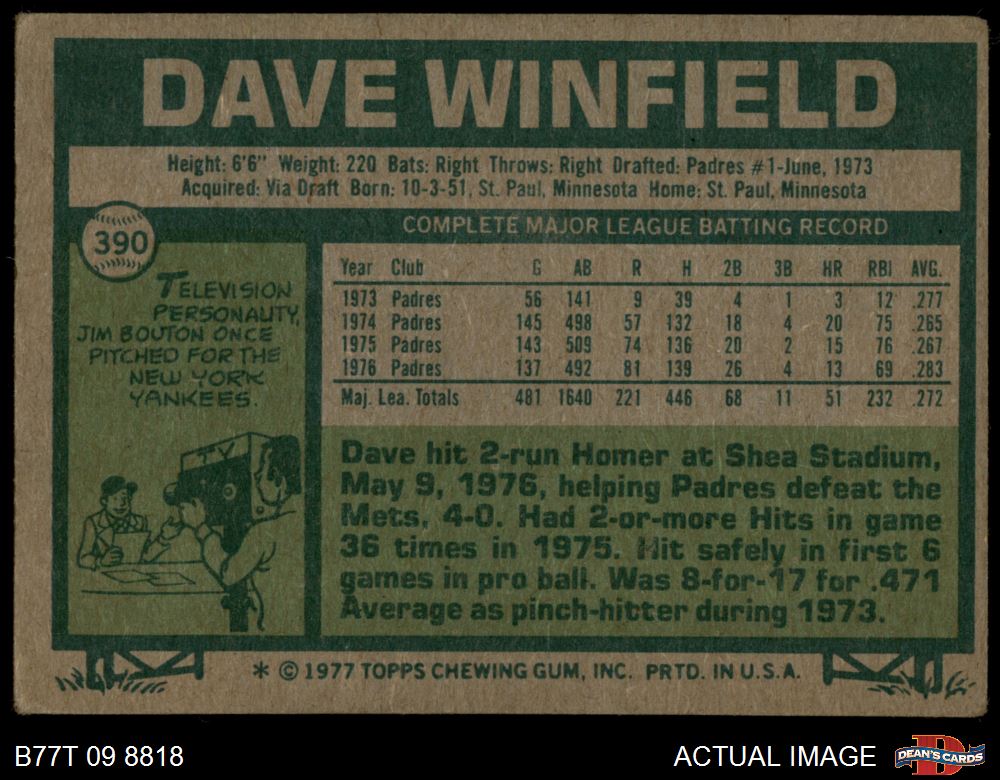 DAVE WINFIELD
Height: 6'6" Weight: 220 Bats: Right Throws: Right Drafted: Padres #1-June, 1973
Acquired: Via Draft Born: 10-3-51, St. Paul, Minnesota Home: St. Paul, Minnesota
390
COMPLETE MAJOR LEAGUE BATTING RECORD
TELEVISION
PERSONALITY,
JIM BOUTON ONCE
PITCHED FOR THE
NEW YORK
YANKEES.
TV
Year Club G AB R H 2B 3B HR RBI AVG.
1973 Padres 56 141 9 39 4 1 3 12 .277
1974 Padres 145 498 57 132 18 4 20 75 .265
1975 Padres 143 509 74 136 20 2 15 76 .267
1976 Padres 137 492 81 139 26 4 13 69 .283
Maj. Lea. Totals 481 1640 221 446 68 11 51 232 .272
Dave hit 2-run Homer at Shea Stadium,
May 9, 1976, helping Padres defeat the
Mets, 4-0. Had 2-or-more Hits in game
36 times in 1975. Hit safely in first 6
games in pro ball. Was 8-for-17 for .471
Average as pinch-hitter during 1973.
* © 1977 TOPPS CHEWING GUM, INC. PRTD. IN U.S.A.
B77T 09 8818
ACTUAL IMAGE
D
DEAN'S CARDS